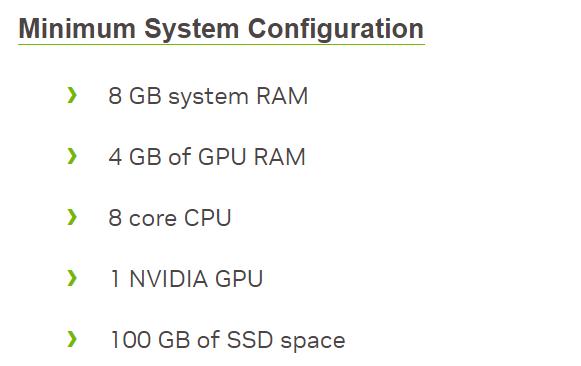 Minimum System Configuration
8 GB system RAM
4 GB of GPU RAM
8 core CPU
1 NVIDIA GPU
100 GB of SSD space